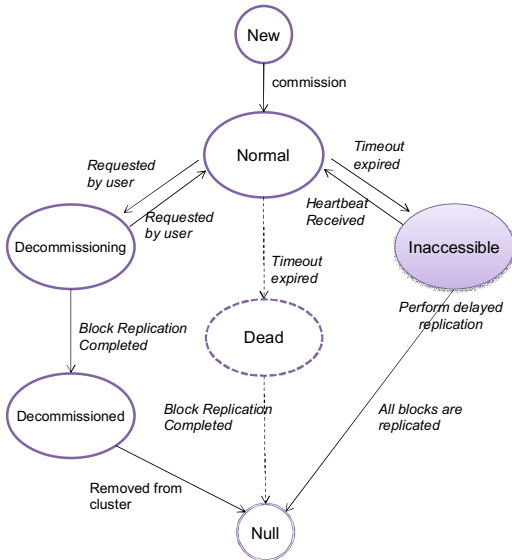 New
commission
Normal
Timeout
expired
Requested
by user
Requested
by user
Heartbeat
Received
Decommissioning
Inaccessible
Timeout
expired
Perform delayed
replication
Block Replication
Completed
Dead
Decommissioned
Block Replication
Completed
All blocks are
replicated
Removed from
cluster
Null